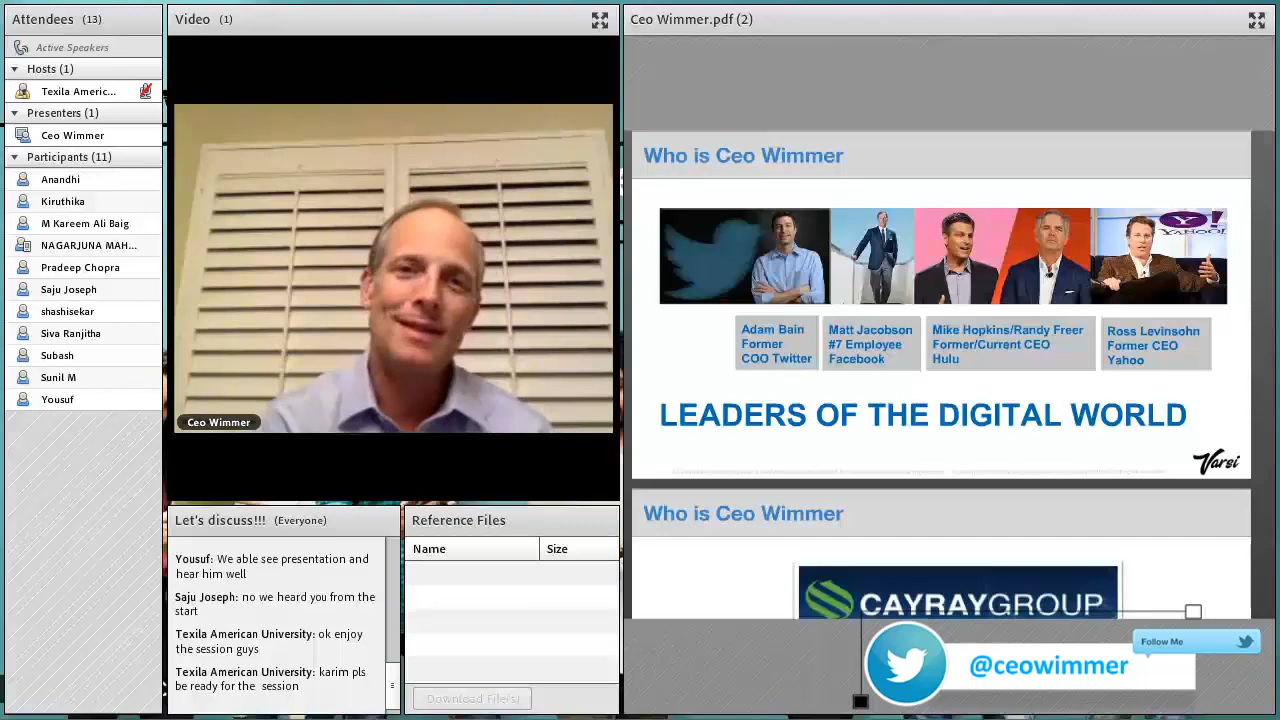 Attendees (13)
Active Speakers
Hosts (1)
Texila Americ...
Presenters (1)
Ceo Wimmer
Participants (11)
Anandhi
Kiruthika
M Kareem Ali Baig
NAGARJUNA MAH...
Pradeep Chopra
Saju Joseph
shashisekar
Siva Ranjitha
Subash
Sunil M
Yousuf
Video (1)
Ceo Wimmer
Let's discuss!!! (Everyone)
Yousuf: We able see presentation and
hear him well
Saju Joseph: no we heard you from the
start
Texila American University: ok enjoy
the session guys
Texila American University: karim pls
be ready for the session
Reference Files
Name Size
Download File(s)
Ceo Wimmer.pdf (2)
Who is Ceo Wimmer
Y!
YAHOO!
Adam Bain
Former
COO Twitter
Matt Jacobson
#7 Employee
Facebook
Mike Hopkins/Randy Freer
Former/Current CEO
Hulu
Ross Levinsohn
Former CEO
Yahoo
LEADERS OF THE DIGITAL WORLD
Varsi
Who is Ceo Wimmer
CAYRAYGROUP
Follow Me
@ceowimmer